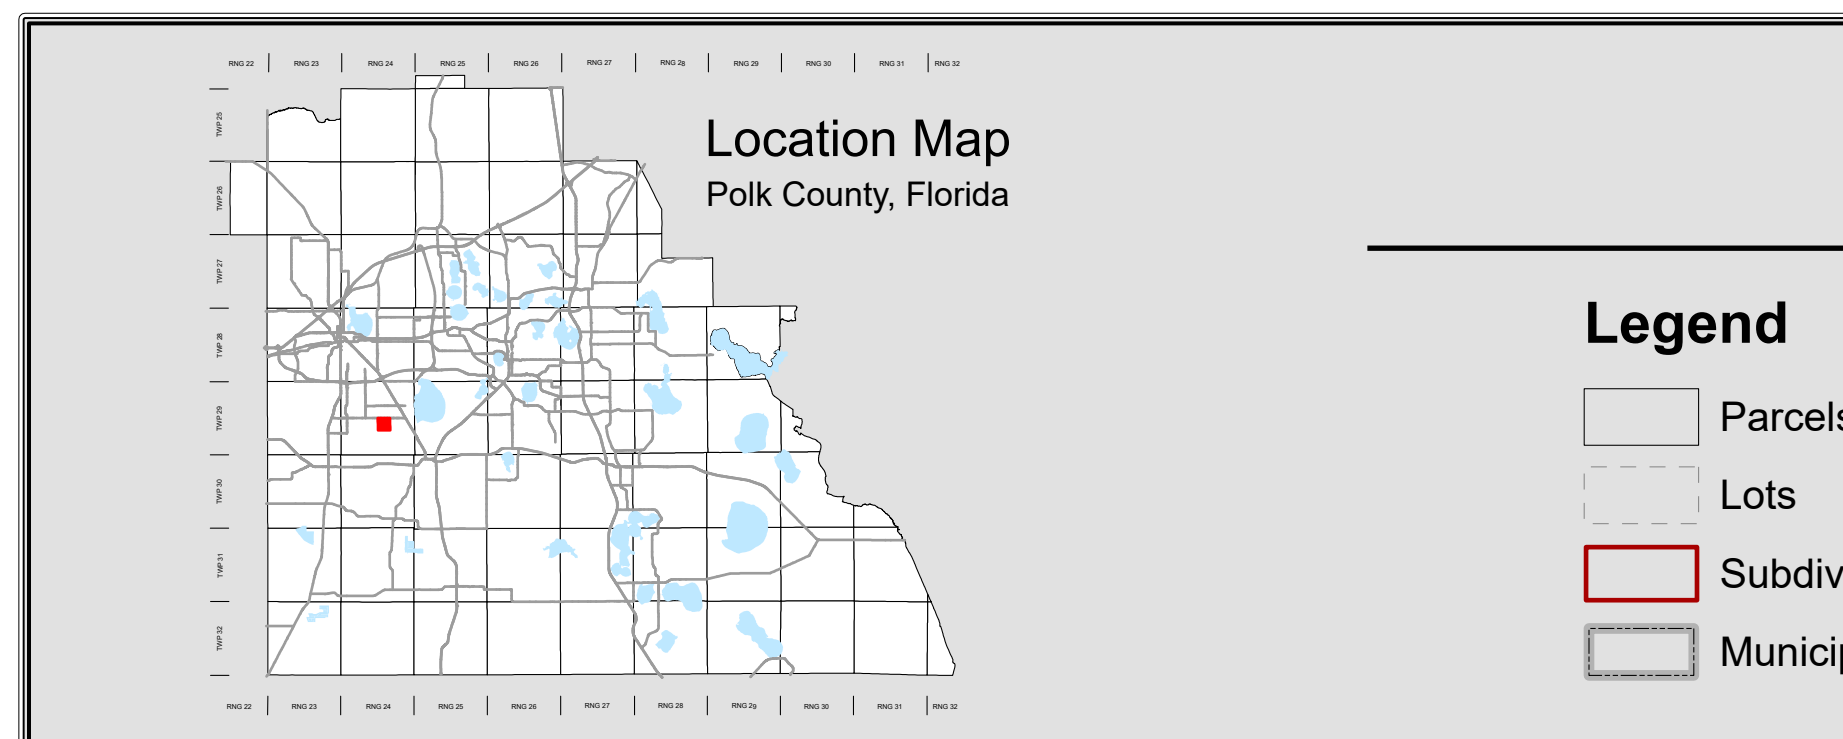 RNG 22 RNG 23 RNG 24 RNG 25 RNG 26 RNG 27 RNG 28 RNG 29 RNG 30 RNG 31 RNG 32
TWP 25
Location Map
TWP 26
Polk County, Florida
TWP 27
Legend
TWP 28
Parcels
TWP 29
Lots
TWP 30
Subdiv
TWP 31
Municip
TWP 32
RNG 22 RNG 23 RNG 24 RNG 25 RNG 26 RNG 27 RNG 28 RNG 29 RNG 30 RNG 31 RNG 32